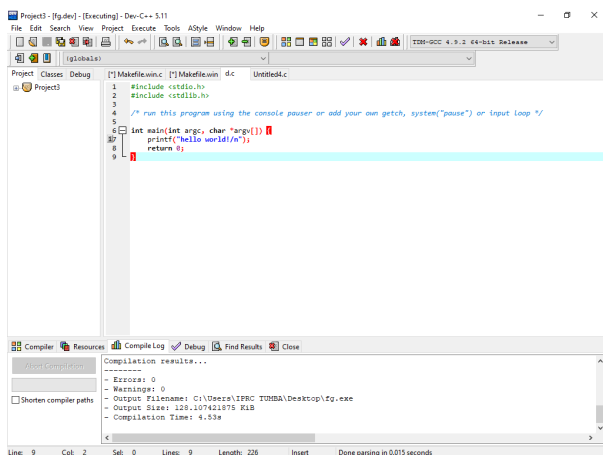 Project3 - [fg.dev] - [Executing] - Dev-C++ 5.11
File Edit Search View Project Execute Tools AStyle Window Help
TDM-GCC 4.9.2 64-bit Release
(globals)
Project Classes Debug
[*] Makefile.win.c [*] Makefile.win d.c Untitled4.c
Project3
1 #include <stdio.h>
2 #include <stdlib.h>
3
4 /* run this program using the console pauser or add your own getch, system("pause") or input loop */
5
6 int main(int argc, char *argv[]) {
17 printf("hello world!/n");
8 return 0;
9 }
Compiler Resources Compile Log Debug Find Results Close
Abort Compilation
Shorten compiler paths
Compilation results...
--------
- Errors: 0
- Warnings: 0
- Output Filename: C:\Users\IPRC TUMBA\Desktop\fg.exe
- Output Size: 128.107421875 KiB
- Compilation Time: 4.53s
Line: 9 Col: 2 Sel: 0 Lines: 9 Length: 226 Insert Done parsing in 0.015 seconds